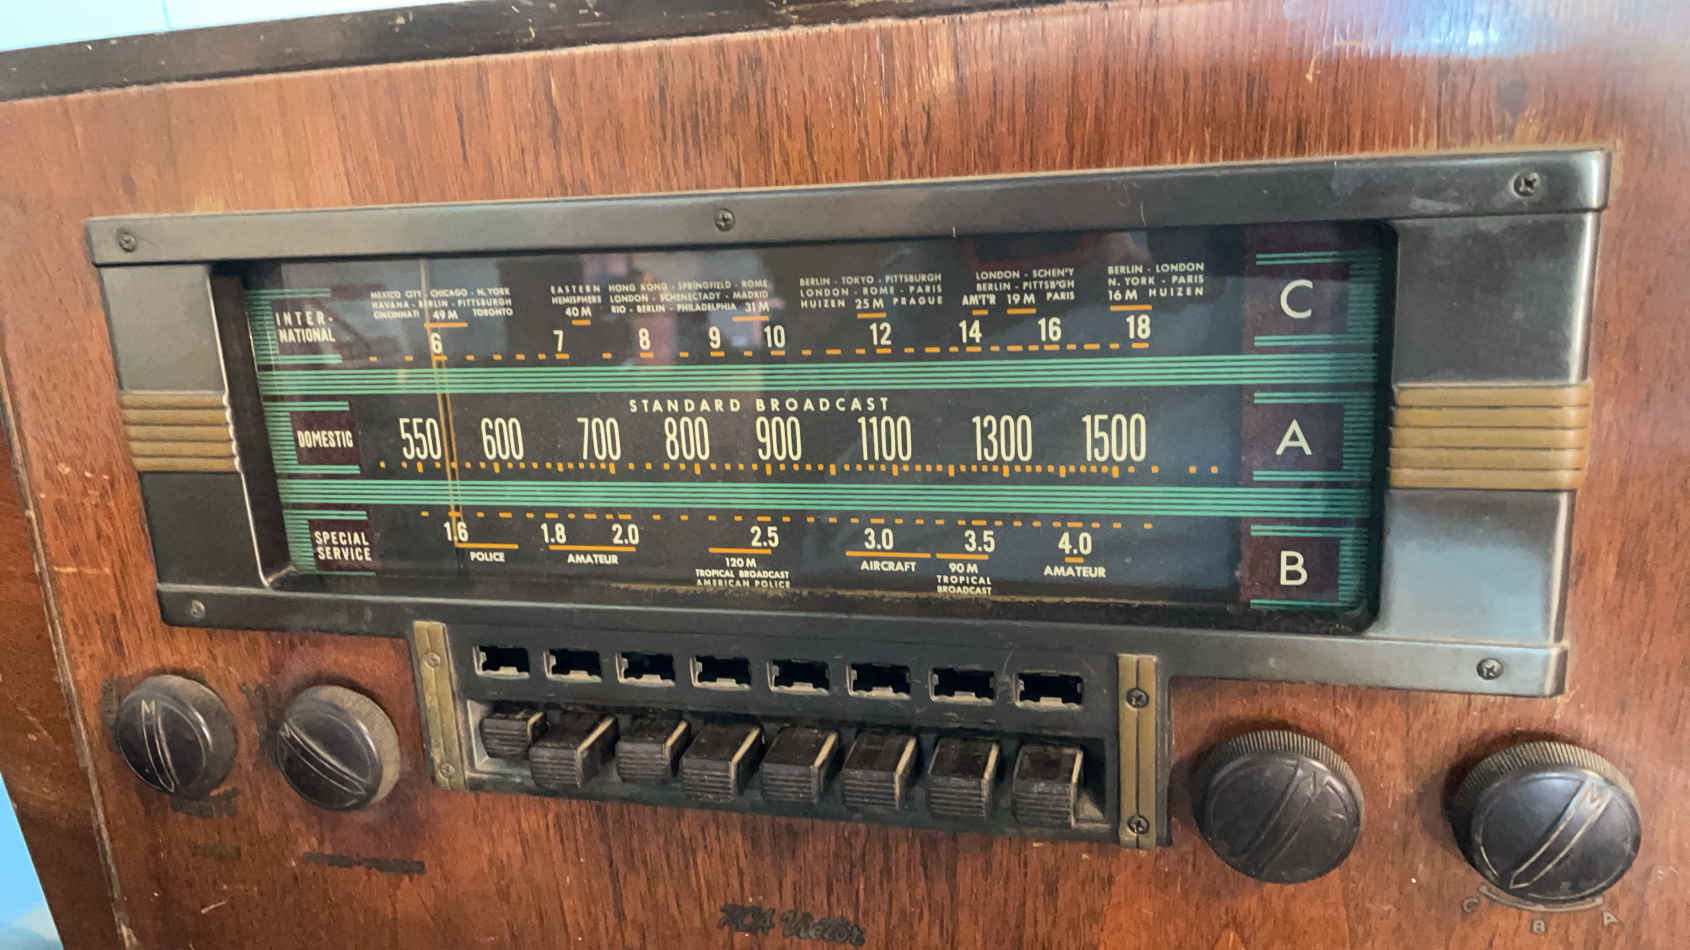 MEXICO CITY - CHICAGO - N. YORK
HAVANA - BERLIN - PITTSBURGH
CINCINNATI 49 M TORONTO
EASTERN
HEMISPHERE
40 M
HONG KONG - SPRINGFIELD - ROME
LONDON - SCHENECTADY - MADRID
RIO - BERLIN - PHILADELPHIA 31 M
BERLIN - TOKYO - PITTSBURGH
LONDON - ROME - PARIS
HUIZEN 25 M PRAGUE
LONDON - SCHEN'Y
BERLIN - PITTSB'GH
AM'T'R 19 M PARIS
BERLIN - LONDON
N. YORK - PARIS
16 M HUIZEN
INTER-
NATIONAL
6 7 8 9 10 12 14 16 18
C
STANDARD BROADCAST
DOMESTIC
550 600 700 800 900 1100 1300 1500
A
SPECIAL
SERVICE
1.6 1.8 2.0 2.5 3.0 3.5 4.0
B
POLICE
AMATEUR
120 M
TROPICAL BROADCAST
AMERICAN POLICE
AIRCRAFT
90 M
TROPICAL
BROADCAST
AMATEUR
C B A
RCA Victor